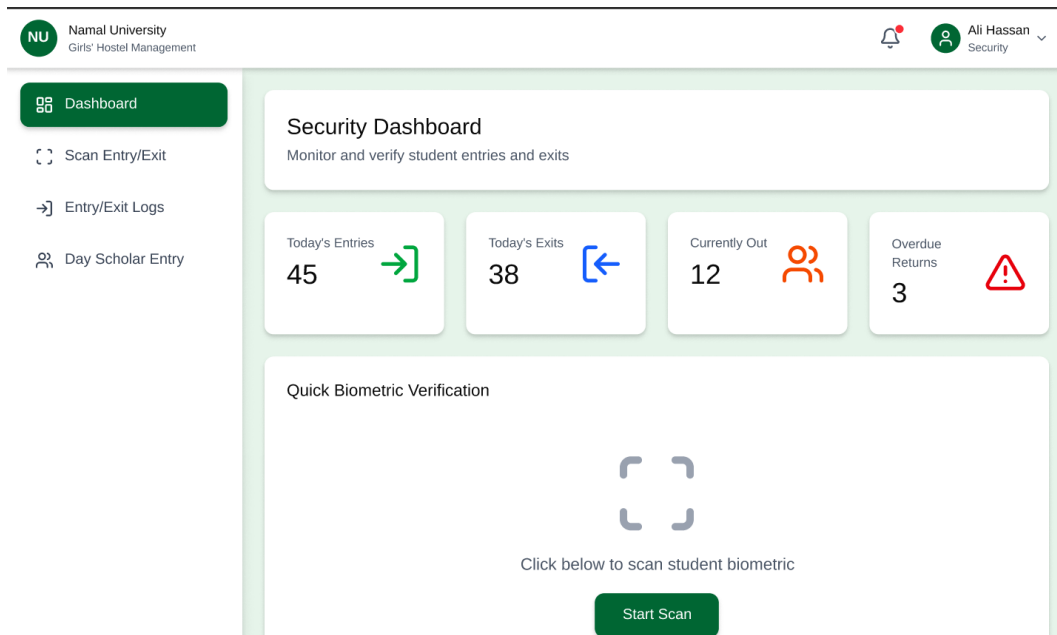 NU
Namal University
Girls' Hostel Management
Ali Hassan
Security
Dashboard
Scan Entry/Exit
Entry/Exit Logs
Day Scholar Entry
Security Dashboard
Monitor and verify student entries and exits
Today's Entries
45
Today's Exits
38
Currently Out
12
Overdue
Returns
3
Quick Biometric Verification
Click below to scan student biometric
Start Scan